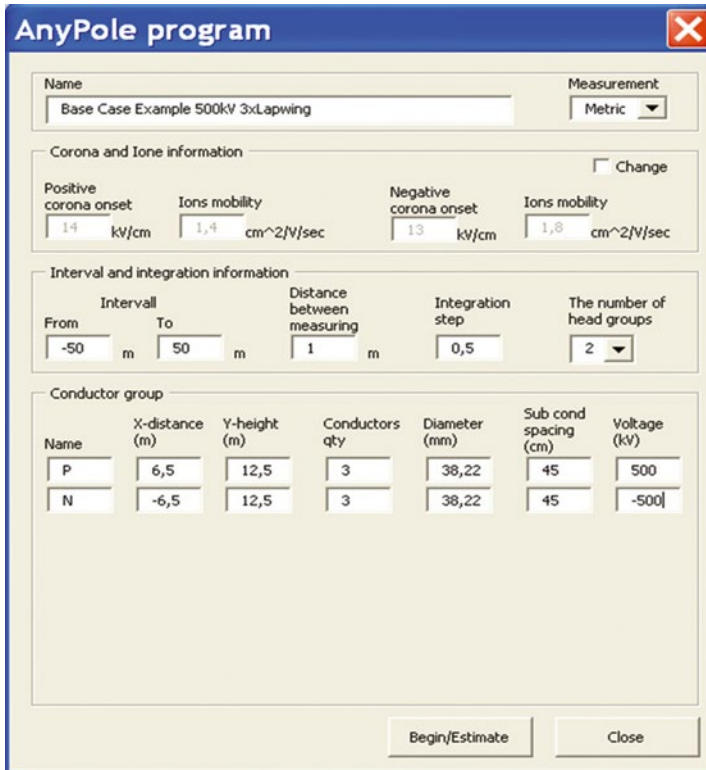 AnyPole program
Name
Measurement
Base Case Example 500kV 3xLapwing
Metric
Corona and Ione information
Change
Positive
corona onset
Ions mobility
Negative
corona onset
Ions mobility
14 kV/cm 1,4 cm^2/V/sec 13 kV/cm 1,8 cm^2/V/sec
Interval and integration information
Intervall
From To
Distance
between
measuring
Integration
step
The number of
head groups
-50 m 50 m 1 m 0,5 2
Conductor group
Name
X-distance
(m)
Y-height
(m)
Conductors
qty
Diameter
(mm)
Sub cond
spacing
(cm)
Voltage
(kV)
P 6,5 12,5 3 38,22 45 500
N -6,5 12,5 3 38,22 45 -500
Begin/Estimate Close